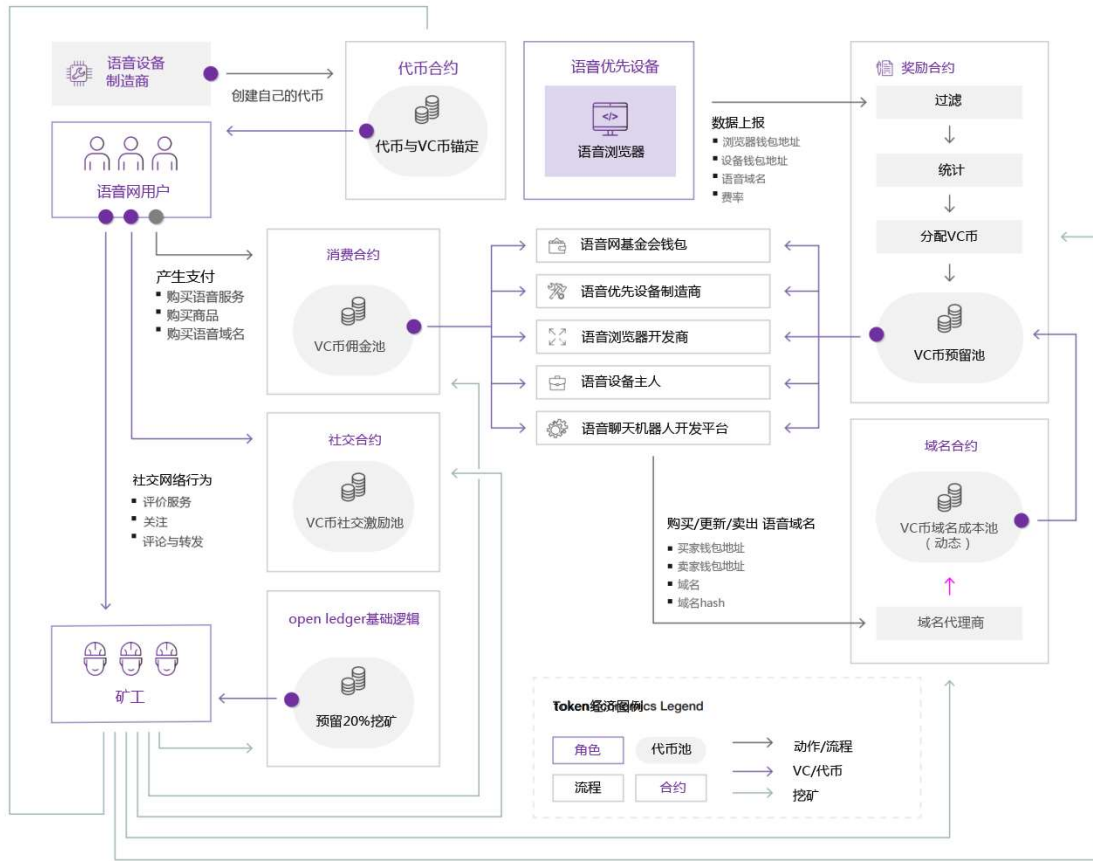 语音设备
制造商
创建自己的代币
代币合约
代币与VC币锚定
语音优先设备
语音浏览器
数据上报
▪ 浏览器钱包地址
▪ 设备钱包地址
▪ 语音域名
▪ 费率
奖励合约
过滤
统计
分配VC币
VC币预留池
语音网用户
产生支付
▪ 购买语音服务
▪ 购买商品
▪ 购买语音域名
消费合约
VC币佣金池
语音网基金会钱包
语音优先设备制造商
语音浏览器开发商
语音设备主人
语音聊天机器人开发平台
社交网络行为
▪ 评价服务
▪ 关注
▪ 评论与转发
社交合约
VC币社交激励池
购买/更新/卖出 语音域名
▪ 买家钱包地址
▪ 卖家钱包地址
▪ 域名
▪ 域名hash
域名合约
VC币域名成本池
（动态）
域名代理商
矿工
open ledger基础逻辑
预留20%挖矿
Token经济图例
Token Economics Legend
角色
代币池
动作/流程
VC/代币
流程
合约
挖矿